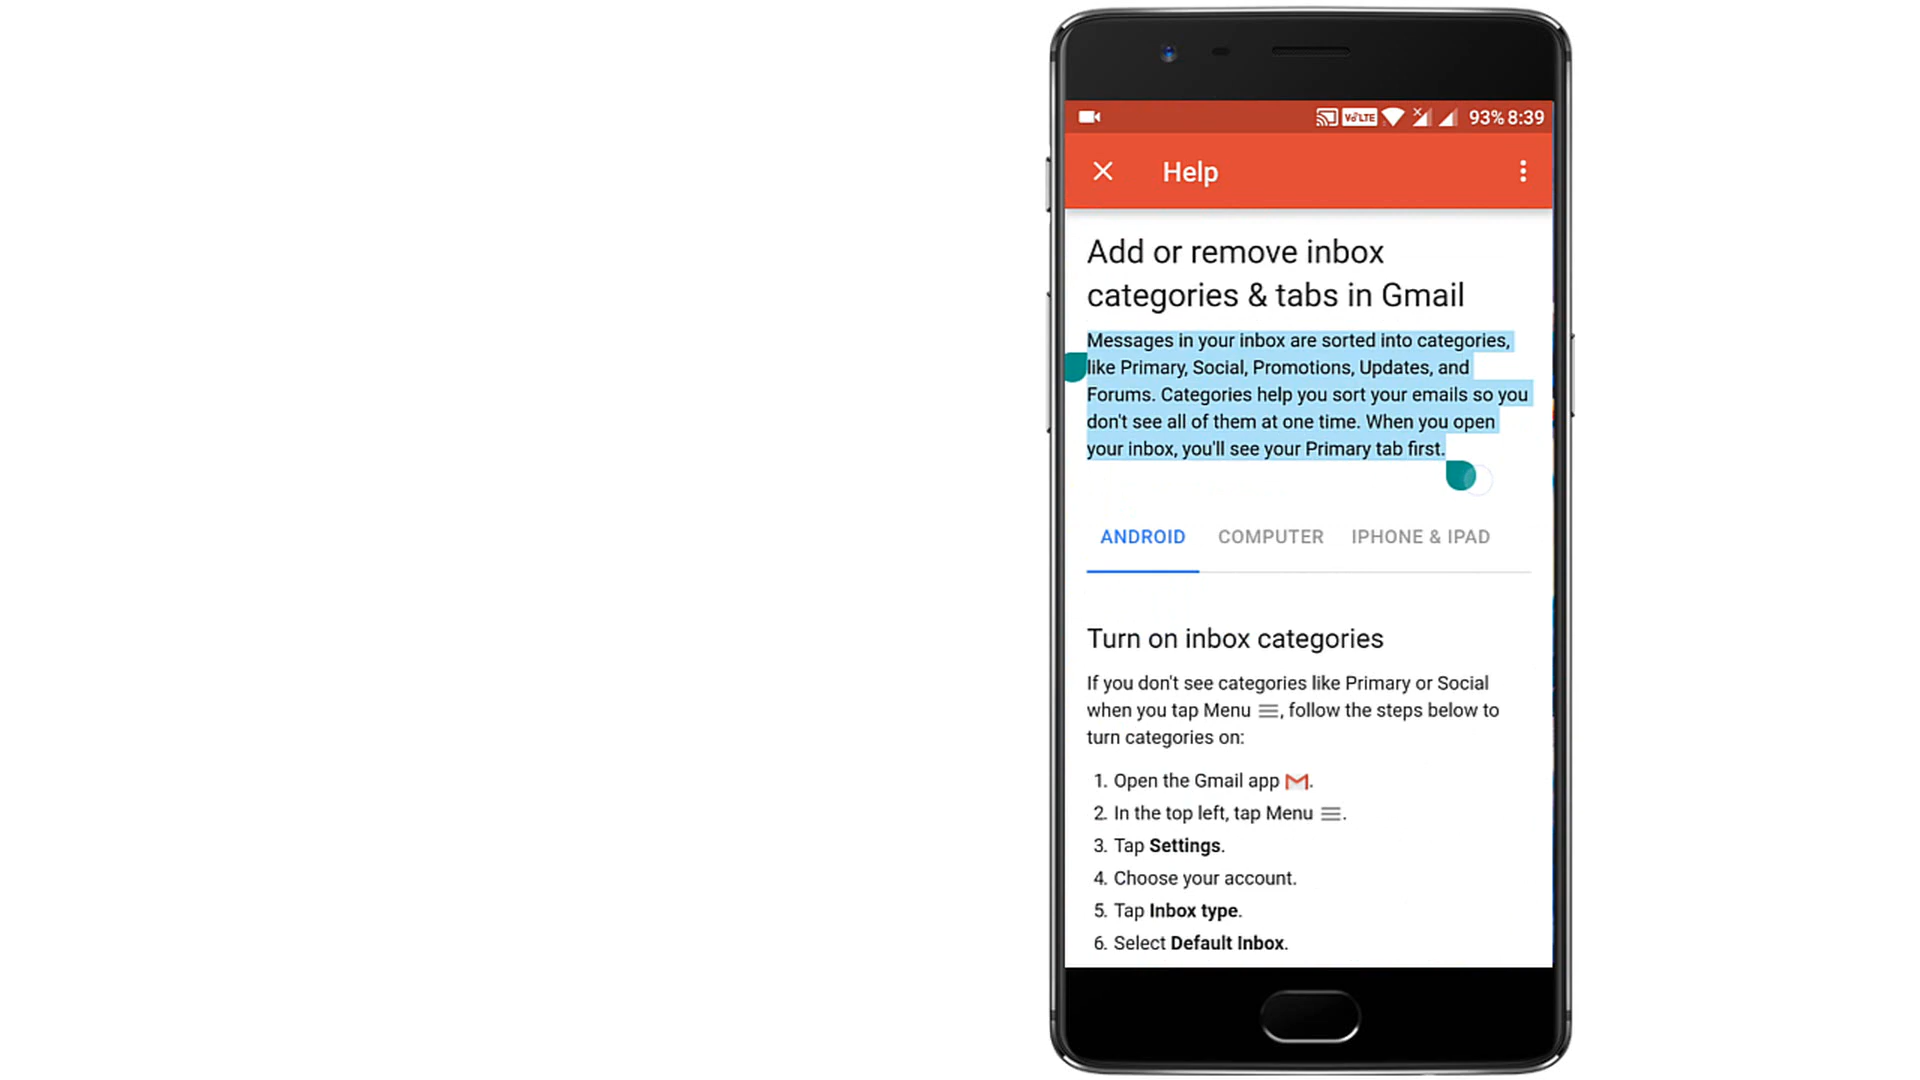 VoLTE 93% 8:39
Help
Add or remove inbox
categories & tabs in Gmail
Messages in your inbox are sorted into categories,
like Primary, Social, Promotions, Updates, and
Forums. Categories help you sort your emails so you
don't see all of them at one time. When you open
your inbox, you'll see your Primary tab first.
ANDROID COMPUTER IPHONE & IPAD
Turn on inbox categories
If you don't see categories like Primary or Social
when you tap Menu , follow the steps below to
turn categories on:
1. Open the Gmail app .
2. In the top left, tap Menu .
3. Tap Settings.
4. Choose your account.
5. Tap Inbox type.
6. Select Default Inbox.